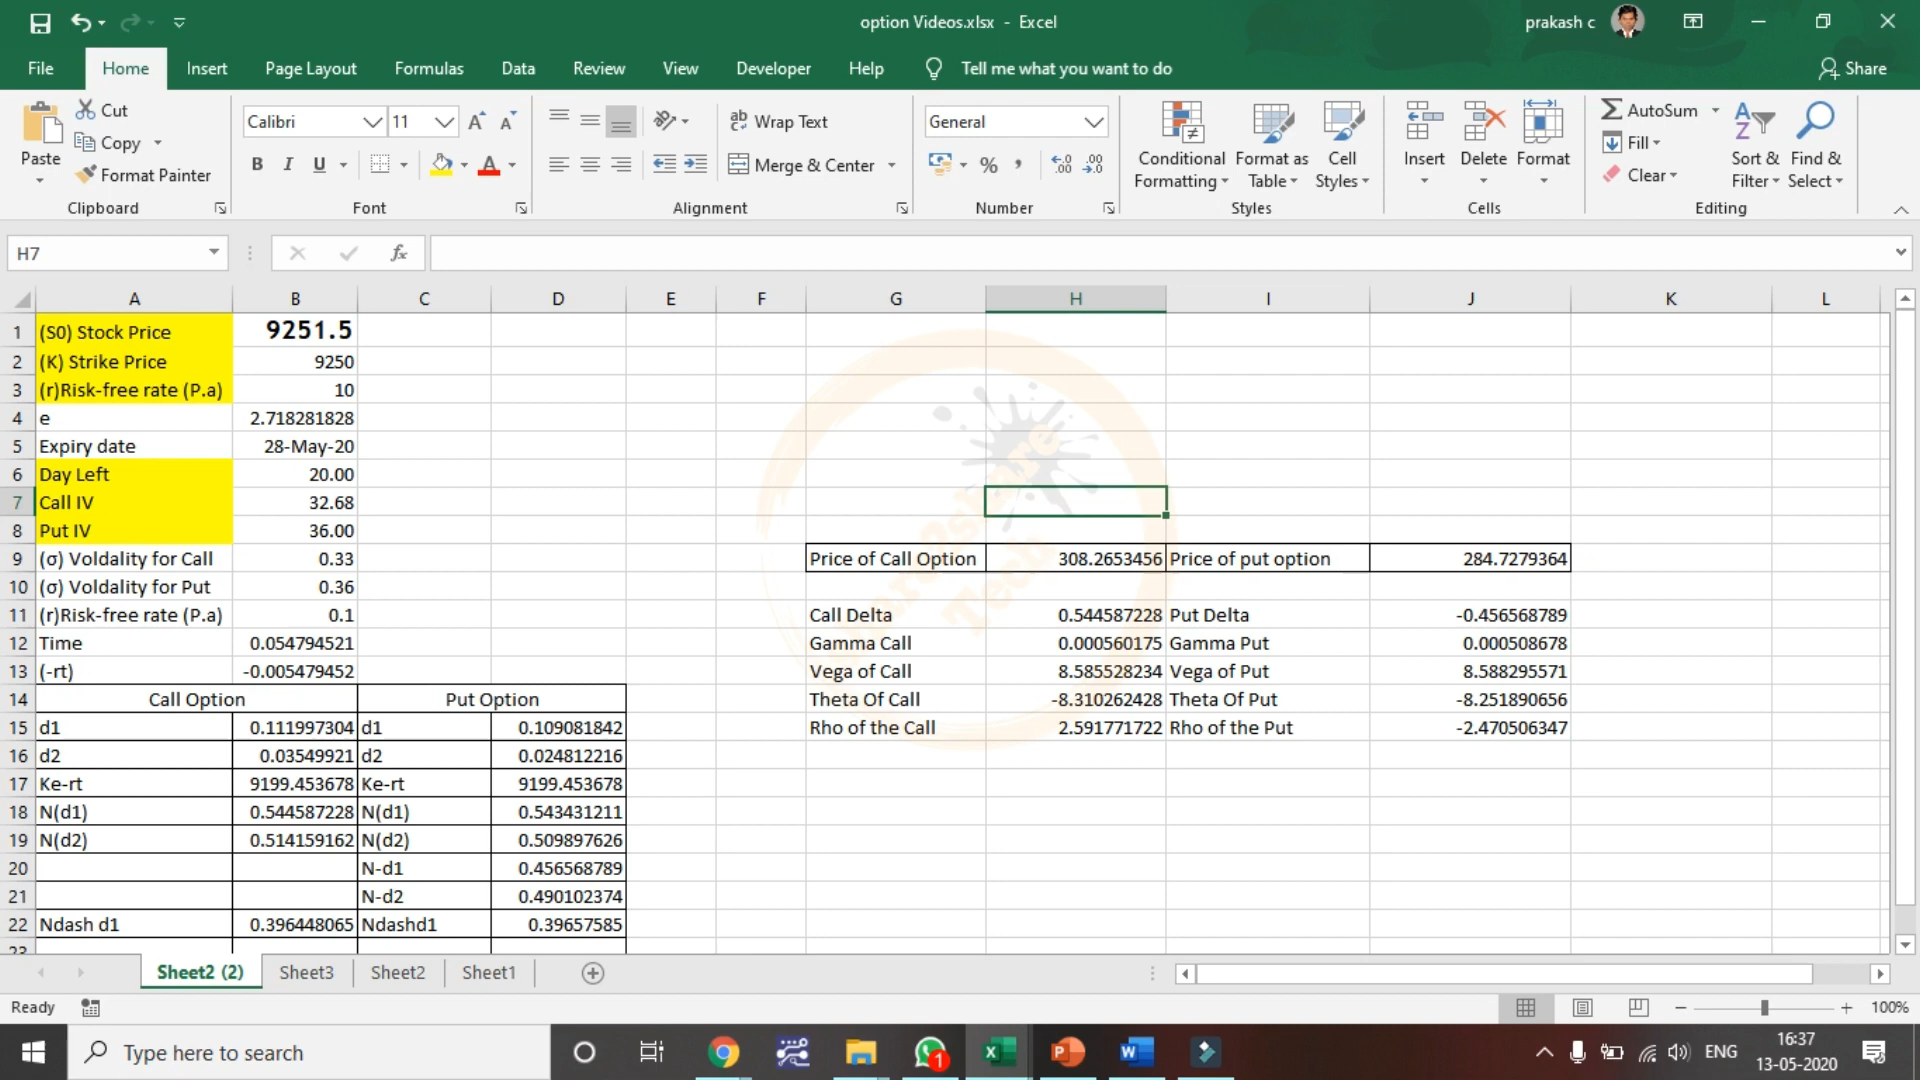 option Videos.xlsx - Excel
prakash c
File Home Insert Page Layout Formulas Data Review View Developer Help Tell me what you want to do Share
Paste
Cut
Copy
Format Painter
Clipboard
Calibri 11
B I U
Font
Wrap Text
Merge & Center
Alignment
General
%
Number
Conditional Formatting
Format as Table
Cell Styles
Styles
Insert Delete Format
Cells
AutoSum
Fill
Clear
Sort & Filter
Find & Select
Editing
H7 fx
A B C D E F G H I J K L
1 (S0) Stock Price 9251.5
2 (K) Strike Price 9250
3 (r)Risk-free rate (P.a) 10
4 e 2.718281828
5 Expiry date 28-May-20
6 Day Left 20.00
7 Call IV 32.68
8 Put IV 36.00
9 (σ) Voldality for Call 0.33 Price of Call Option 308.2653456 Price of put option 284.7279364
10 (σ) Voldality for Put 0.36
11 (r)Risk-free rate (P.a) 0.1 Call Delta 0.544587228 Put Delta -0.456568789
12 Time 0.054794521 Gamma Call 0.000560175 Gamma Put 0.000508678
13 (-rt) -0.005479452 Vega of Call 8.585528234 Vega of Put 8.588295571
14 Call Option Put Option Theta Of Call -8.310262428 Theta Of Put -8.251890656
15 d1 0.111997304 d1 0.109081842 Rho of the Call 2.591771722 Rho of the Put -2.470506347
16 d2 0.03549921 d2 0.024812216
17 Ke-rt 9199.453678 Ke-rt 9199.453678
18 N(d1) 0.544587228 N(d1) 0.543431211
19 N(d2) 0.514159162 N(d2) 0.509897626
20 N-d1 0.456568789
21 N-d2 0.490102374
22 Ndash d1 0.396448065 Ndashd1 0.39657585
23
Sheet2 (2) Sheet3 Sheet2 Sheet1
Ready 100%
Type here to search
1
ENG
16:37
13-05-2020